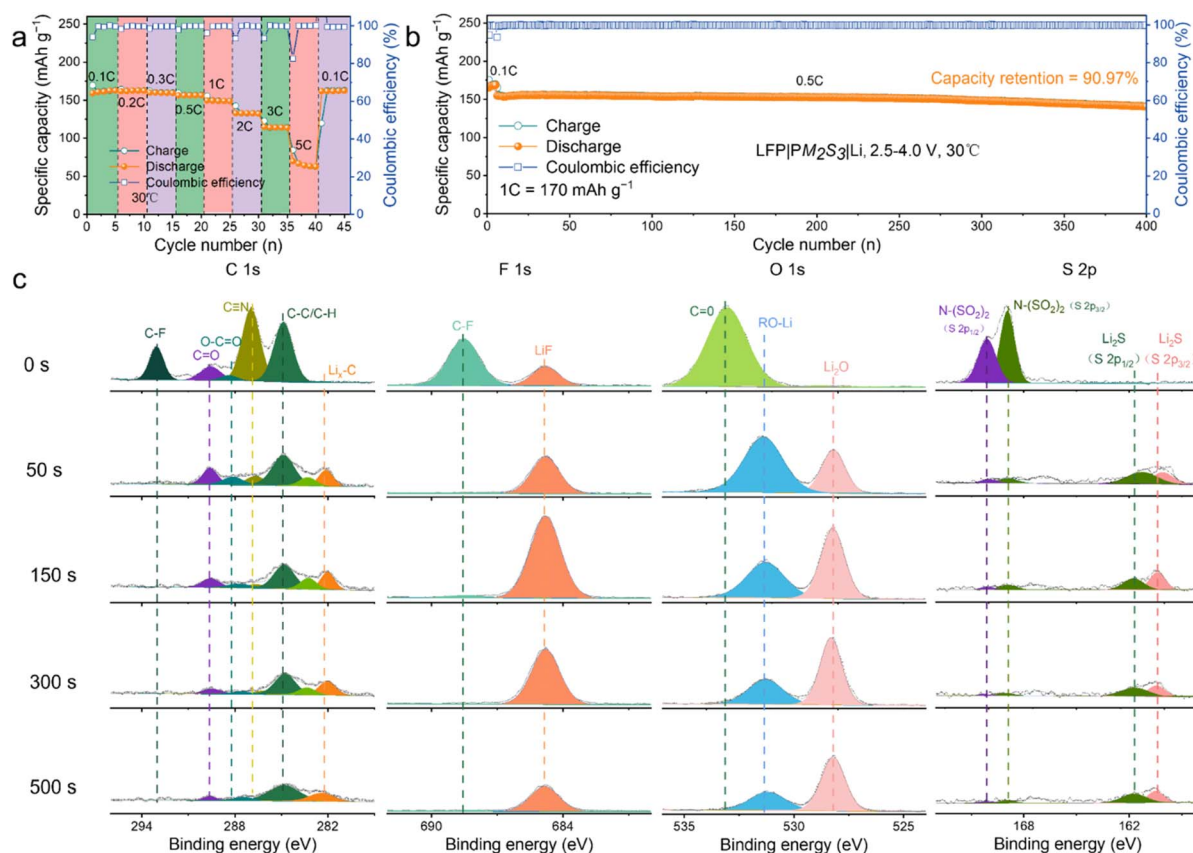 a
Specific capacity (mAh g⁻¹)
300
250
200
150
100
50
0
0.1C
0.2C
0.3C
0.5C
1C
2C
3C
5C
0.1C
Charge
Discharge
Coulombic efficiency
30℃
0 5 10 15 20 25 30 35 40 45
Cycle number (n)
100
80
60
40
20
0
Coulombic efficiency (%)
b
Specific capacity (mAh g⁻¹)
250
200
150
100
50
0
0.1C
0.5C
Capacity retention = 90.97%
Charge
Discharge
Coulombic efficiency
LFP|PM2S3|Li, 2.5-4.0 V, 30℃
1C = 170 mAh g⁻¹
0 50 100 150 200 250 300 350 400
Cycle number (n)
100
80
60
40
20
0
Coulombic efficiency (%)
c
C 1s
F 1s
O 1s
S 2p
0 s
50 s
150 s
300 s
500 s
C-F
C=O
O-C=O
C≡N
C-C/C-H
Liₓ-C
C-F
LiF
C=0
RO-Li
Li₂O
N-(SO₂)₂
(S 2p1/2)
N-(SO₂)₂ (S 2p3/2)
Li₂S
(S 2p1/2)
Li₂S
(S 2p3/2)
294 288 282
Binding energy (eV)
690 684
Binding energy (eV)
535 530 525
Binding energy (eV)
168 162
Binding energy (eV)